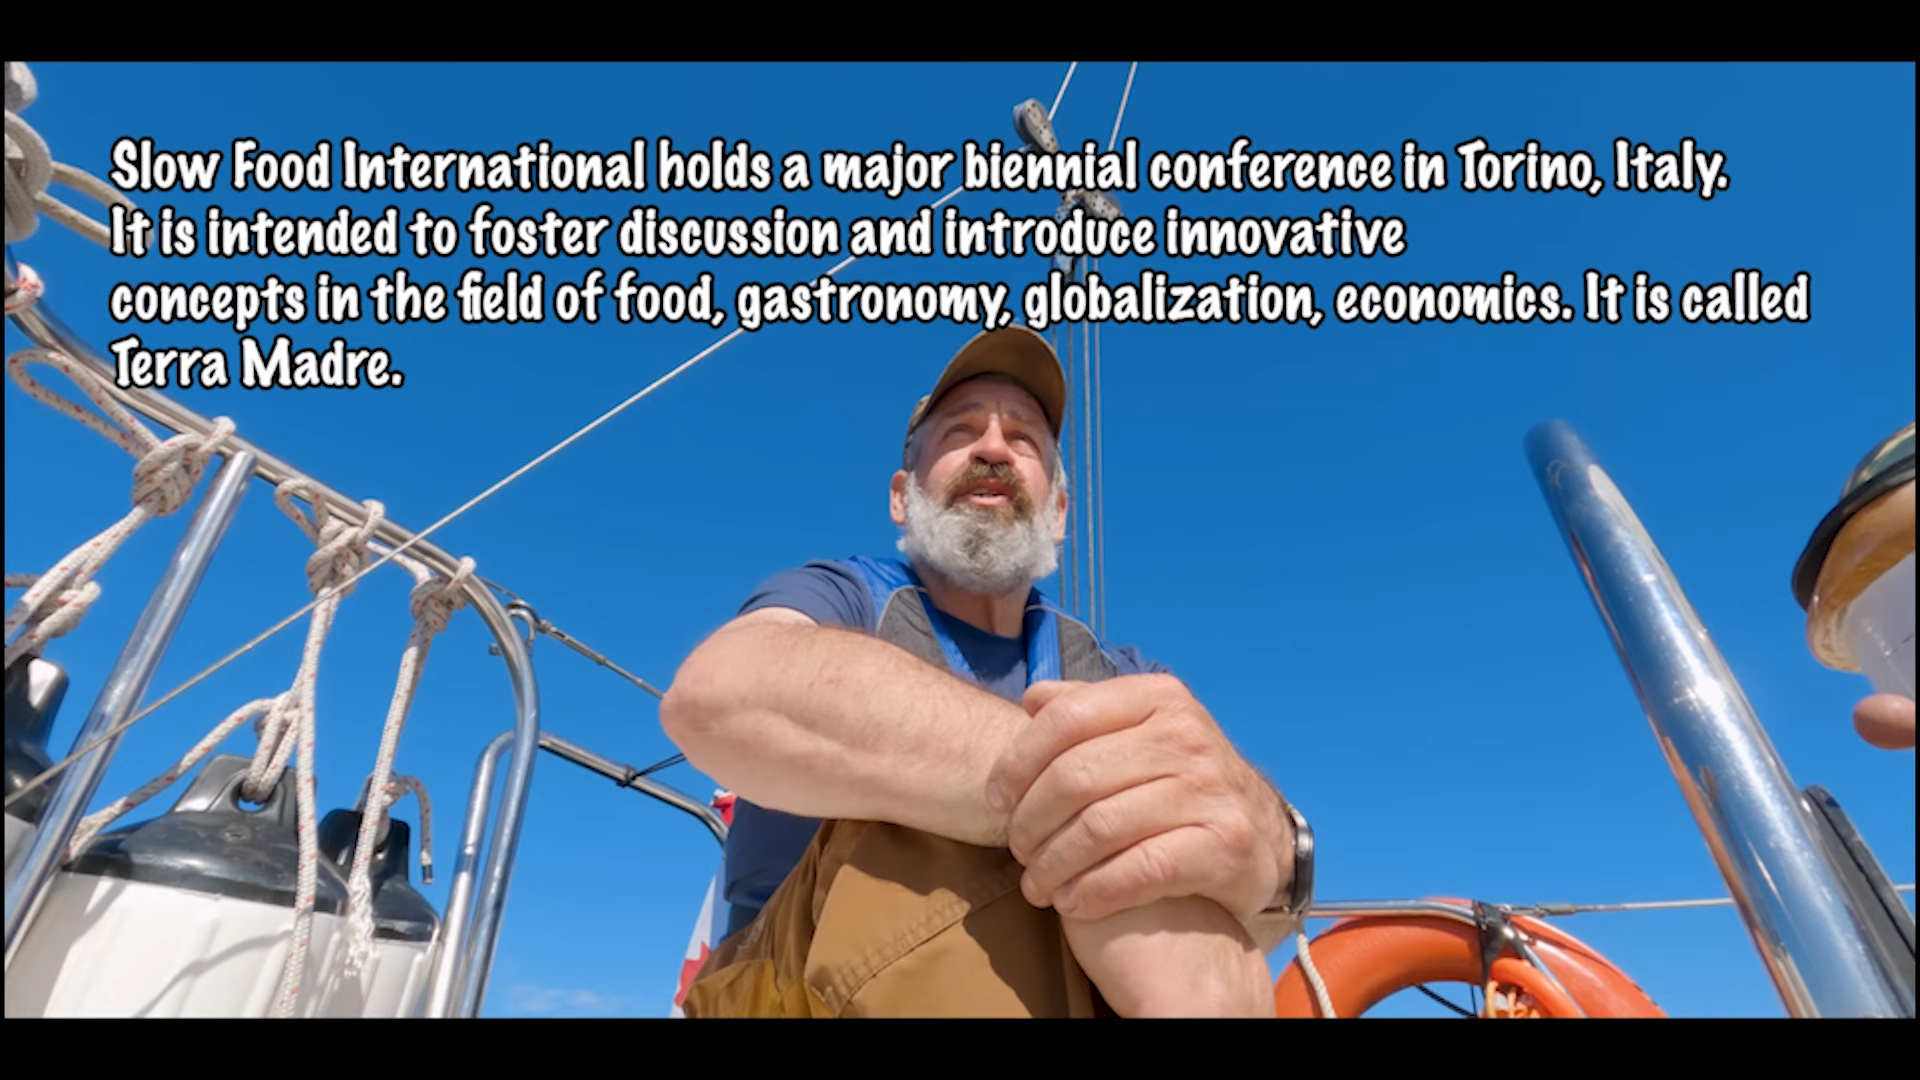 Slow Food International holds a major biennial conference in Torino, Italy.
It is intended to foster discussion and introduce innovative
concepts in the field of food, gastronomy, globalization, economics. It is called
Terra Madre.